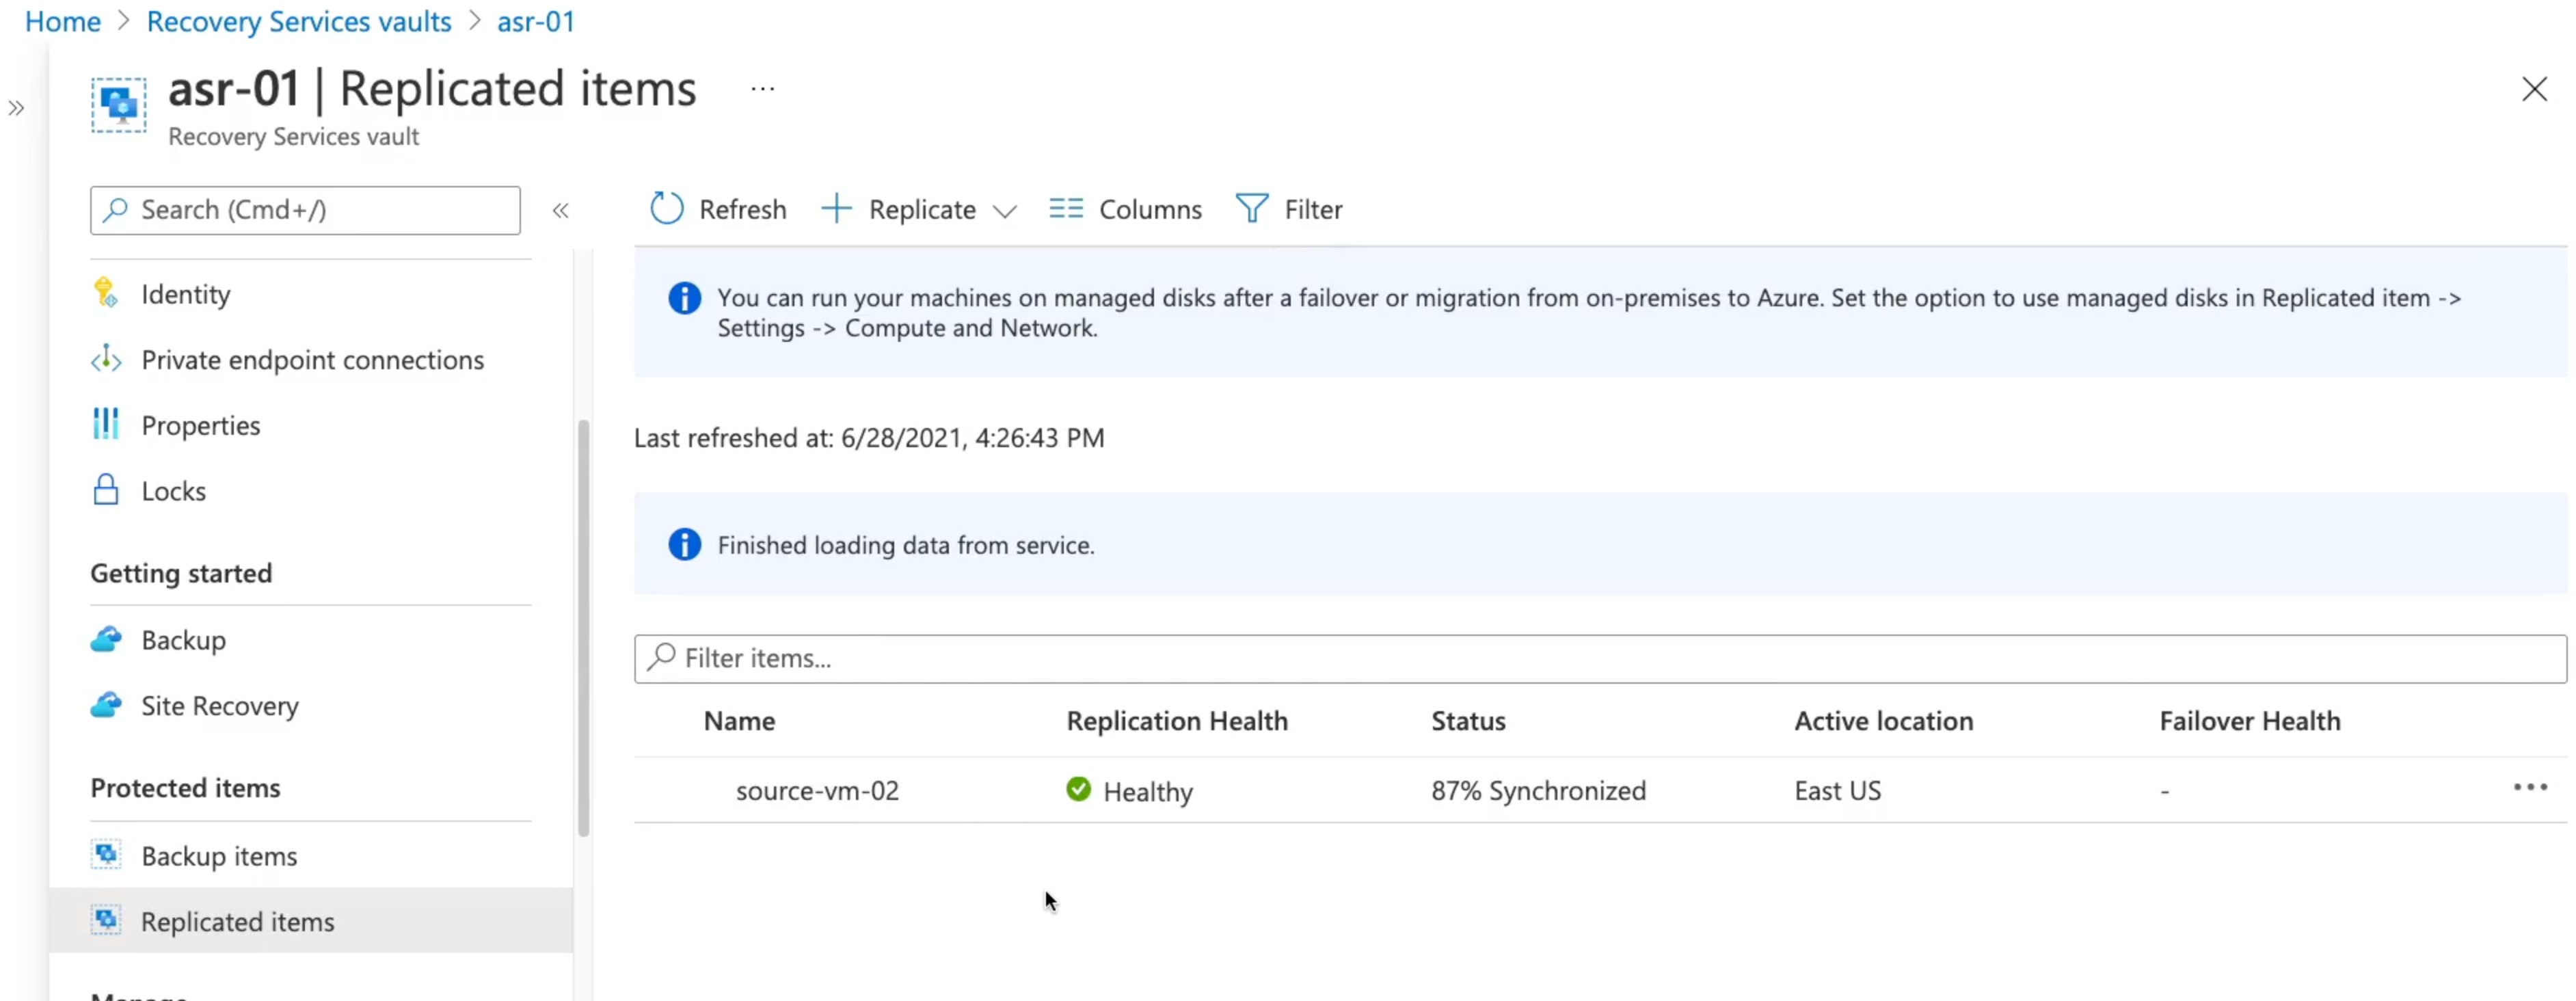 Home > Recovery Services vaults > asr-01
asr-01 | Replicated items ...
Recovery Services vault
Search (Cmd+/)
Identity
Private endpoint connections
Properties
Locks
Getting started
Backup
Site Recovery
Protected items
Backup items
Replicated items
Manage
Refresh
Replicate
Columns
Filter
You can run your machines on managed disks after a failover or migration from on-premises to Azure. Set the option to use managed disks in Replicated item ->
Settings -> Compute and Network.
Last refreshed at: 6/28/2021, 4:26:43 PM
Finished loading data from service.
Filter items...
Name Replication Health Status Active location Failover Health
source-vm-02 Healthy 87% Synchronized East US -